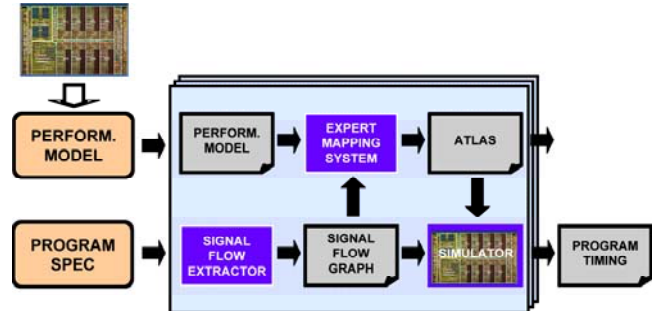 PERFORM.
MODEL
PERFORM.
MODEL
EXPERT
MAPPING
SYSTEM
ATLAS
PROGRAM
SPEC
SIGNAL
FLOW
EXTRACTOR
SIGNAL
FLOW
GRAPH
SIMULATOR
PROGRAM
TIMING